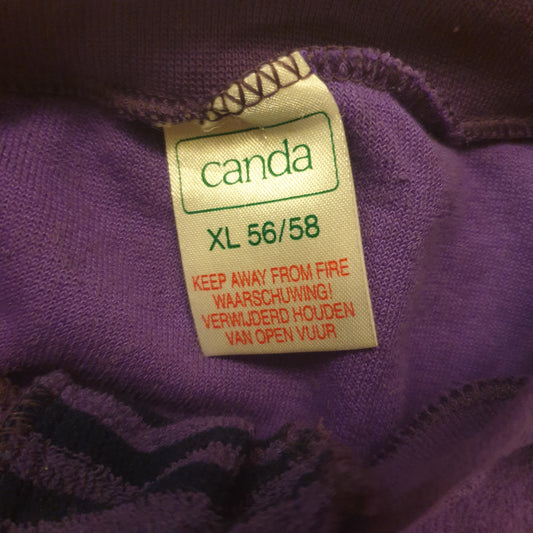 canda
XL 56/58
KEEP AWAY FROM FIRE
WAARSCHUWING!
VERWIJDERD HOUDEN
VAN OPEN VUUR